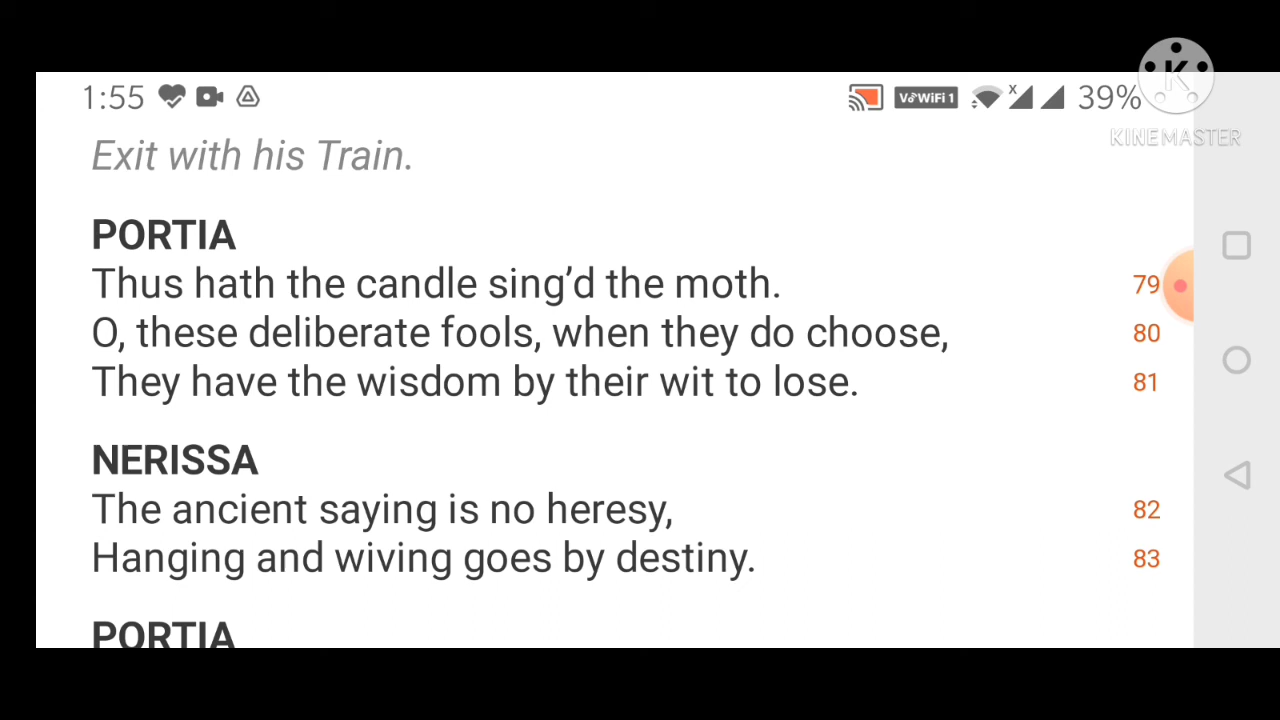 1:55 Vo WiFi 1 x 39%
K
KINEMASTER
Exit with his Train.
PORTIA
Thus hath the candle sing’d the moth. 79
O, these deliberate fools, when they do choose, 80
They have the wisdom by their wit to lose. 81
NERISSA
The ancient saying is no heresy, 82
Hanging and wiving goes by destiny. 83
PORTIA